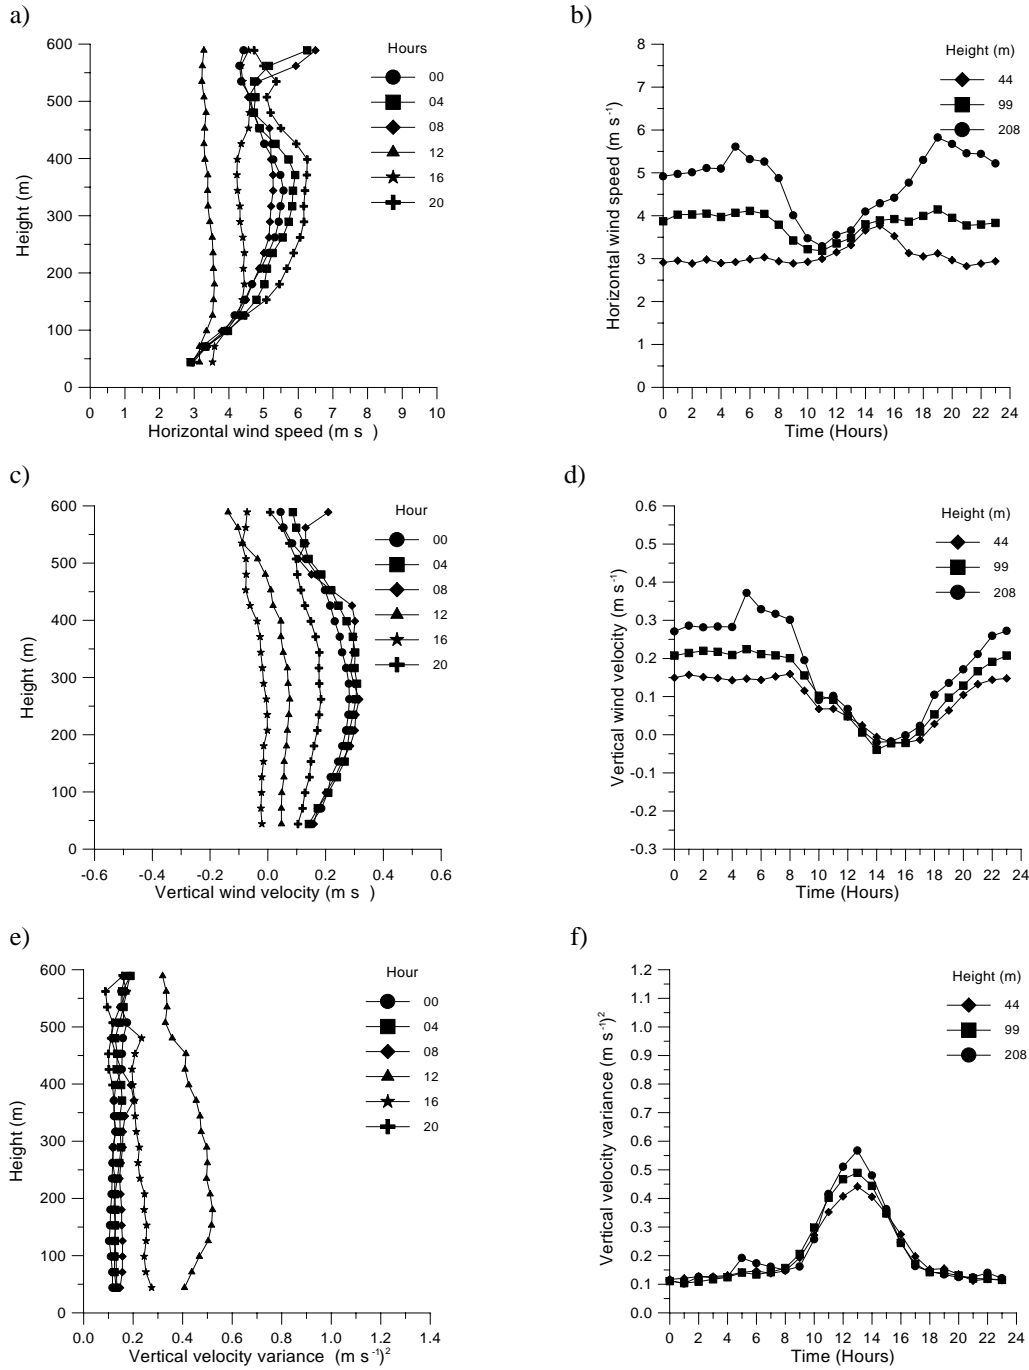 a)
600
500
400
300
200
100
0
Height (m)
0 1 2 3 4 5 6 7 8 9 10
Horizontal wind speed (m s )
Hours
00
04
08
12
16
20
b)
8
7
6
5
4
3
2
1
0
Horizontal wind speed (m s⁻¹)
0 2 4 6 8 10 12 14 16 18 20 22 24
Time (Hours)
Height (m)
44
99
208
c)
600
500
400
300
200
100
0
Height (m)
-0.6 -0.4 -0.2 0.0 0.2 0.4 0.6
Vertical wind velocity (m s )
Hour
00
04
08
12
16
20
d)
0.6
0.5
0.4
0.3
0.2
0.1
0.0
-0.1
-0.2
-0.3
Vertical wind velocity (m s⁻¹)
0 2 4 6 8 10 12 14 16 18 20 22 24
Time (Hours)
Height (m)
44
99
208
e)
600
500
400
300
200
100
0
Height (m)
0.0 0.2 0.4 0.6 0.8 1.0 1.2 1.4
Vertical velocity variance (m s⁻¹)²
Hour
00
04
08
12
16
20
f)
1.2
1.1
1.0
0.9
0.8
0.7
0.6
0.5
0.4
0.3
0.2
0.1
0.0
Vertical velocity variance (m s⁻¹)²
0 2 4 6 8 10 12 14 16 18 20 22 24
Time (Hours)
Height (m)
44
99
208